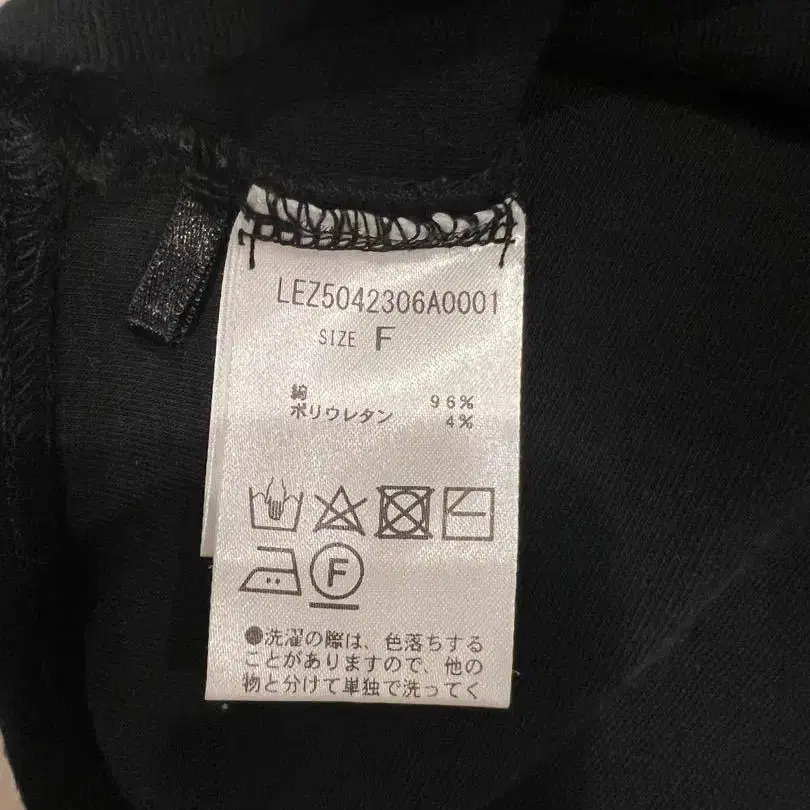 LEZ5042306A0001
SIZE F
綿 96%
ポリウレタン 4%
F
●洗濯の際は、色落ちする
ことがありますので、他の
物と分けて単独で洗ってく